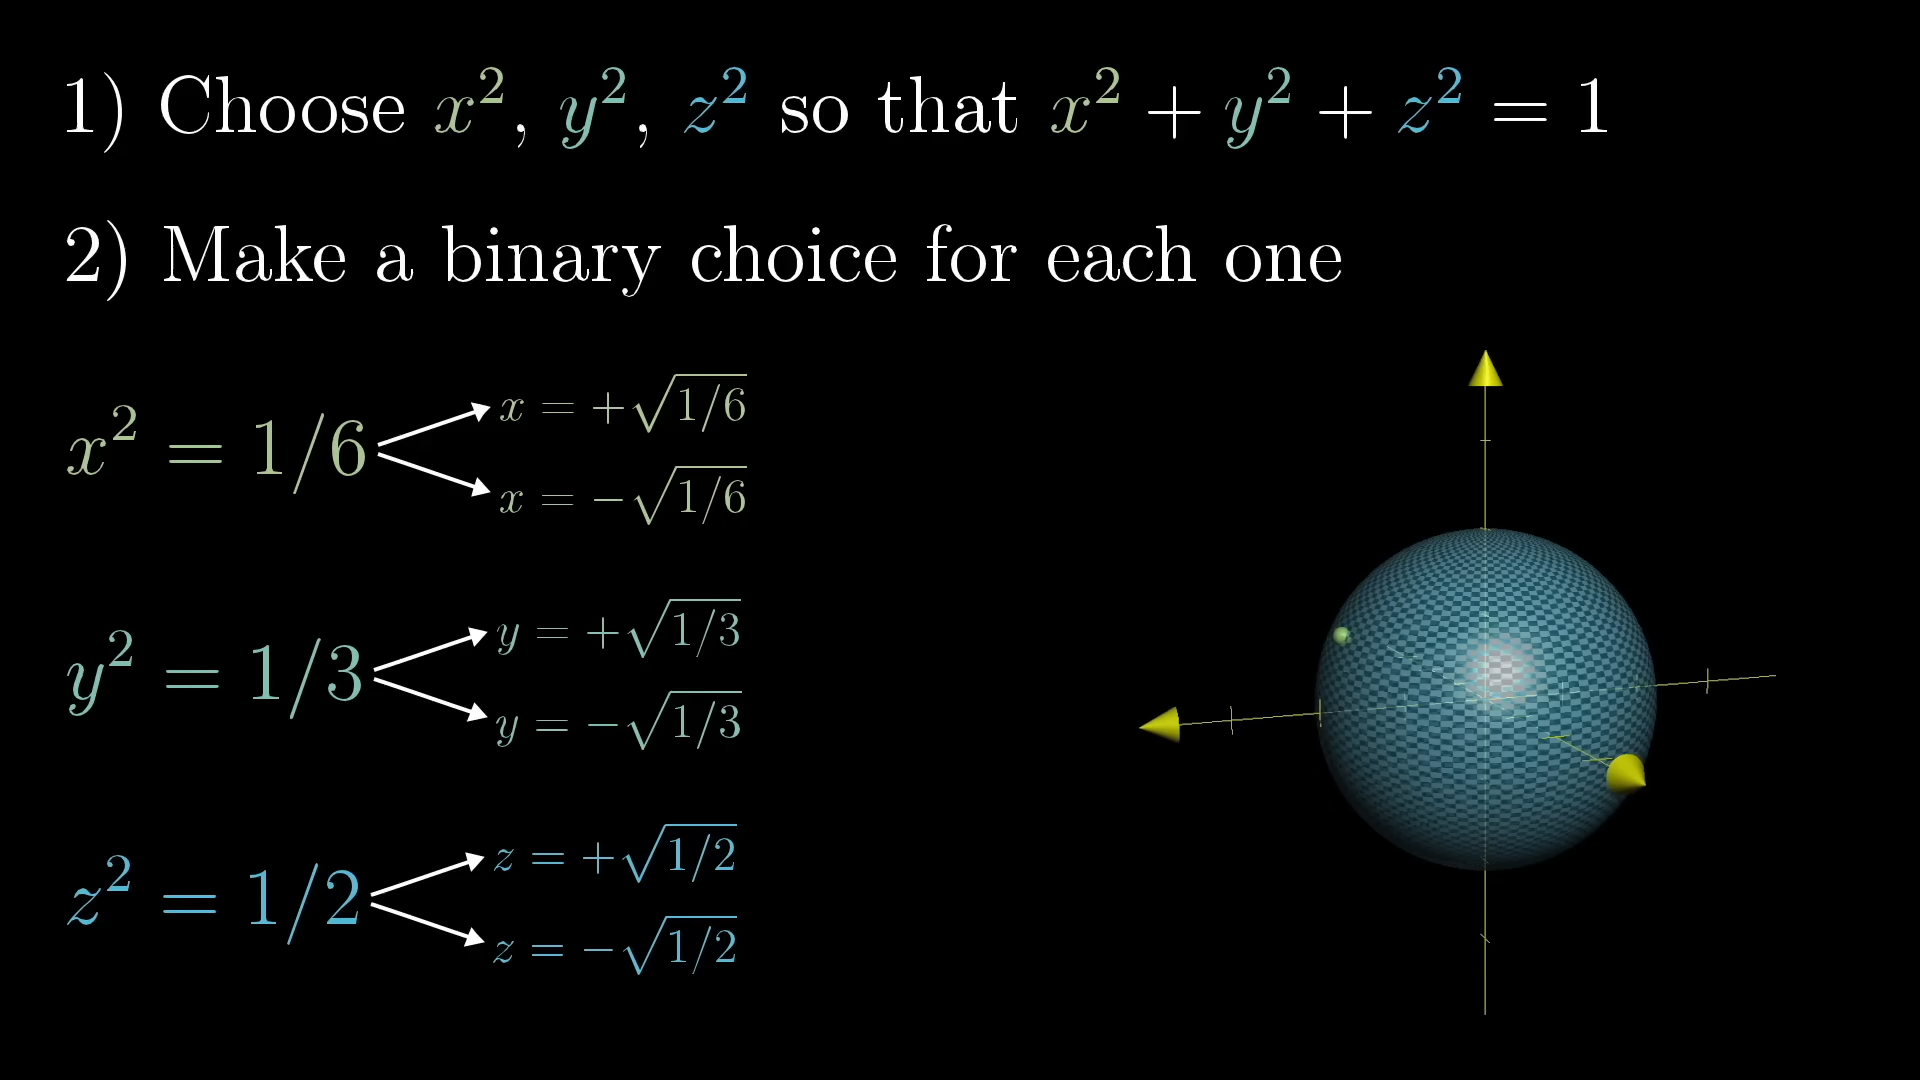 1) Choose x², y², z² so that x² + y² + z² = 1
2) Make a binary choice for each one
x² = 1/6
x = +√1/6
x = −√1/6
y² = 1/3
y = +√1/3
y = −√1/3
z² = 1/2
z = +√1/2
z = −√1/2